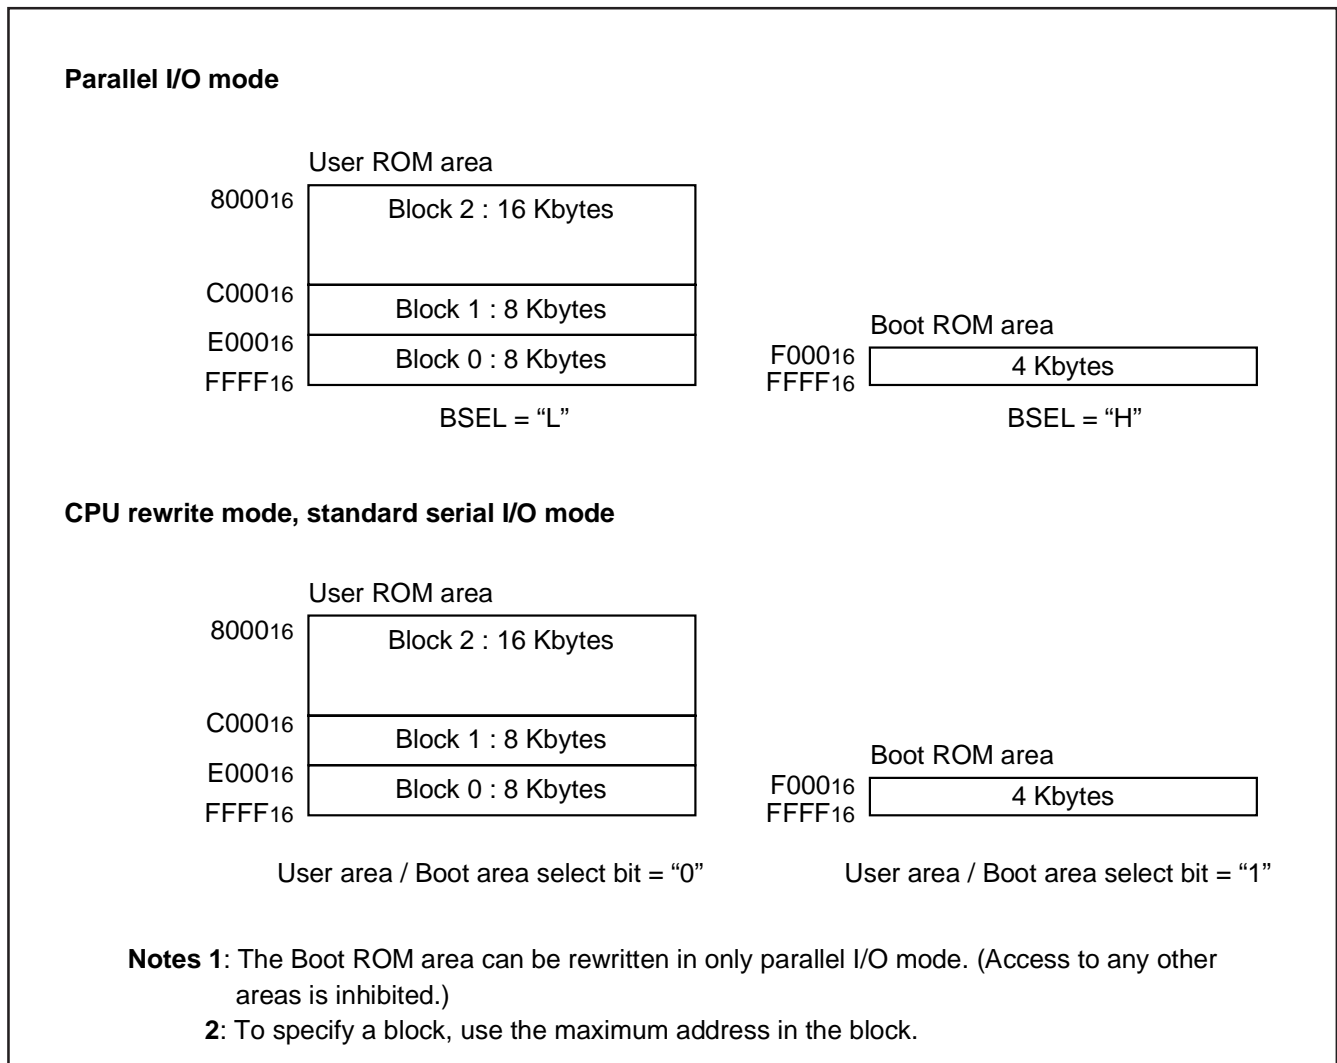 Parallel I/O mode
User ROM area
800016
Block 2 : 16 Kbytes
C00016
Block 1 : 8 Kbytes
E00016
Block 0 : 8 Kbytes
FFFF16
BSEL = “L”
Boot ROM area
F00016
4 Kbytes
FFFF16
BSEL = “H”
CPU rewrite mode, standard serial I/O mode
User ROM area
800016
Block 2 : 16 Kbytes
C00016
Block 1 : 8 Kbytes
E00016
Block 0 : 8 Kbytes
FFFF16
User area / Boot area select bit = “0”
Boot ROM area
F00016
4 Kbytes
FFFF16
User area / Boot area select bit = “1”
Notes 1: The Boot ROM area can be rewritten in only parallel I/O mode. (Access to any other
areas is inhibited.)
2: To specify a block, use the maximum address in the block.